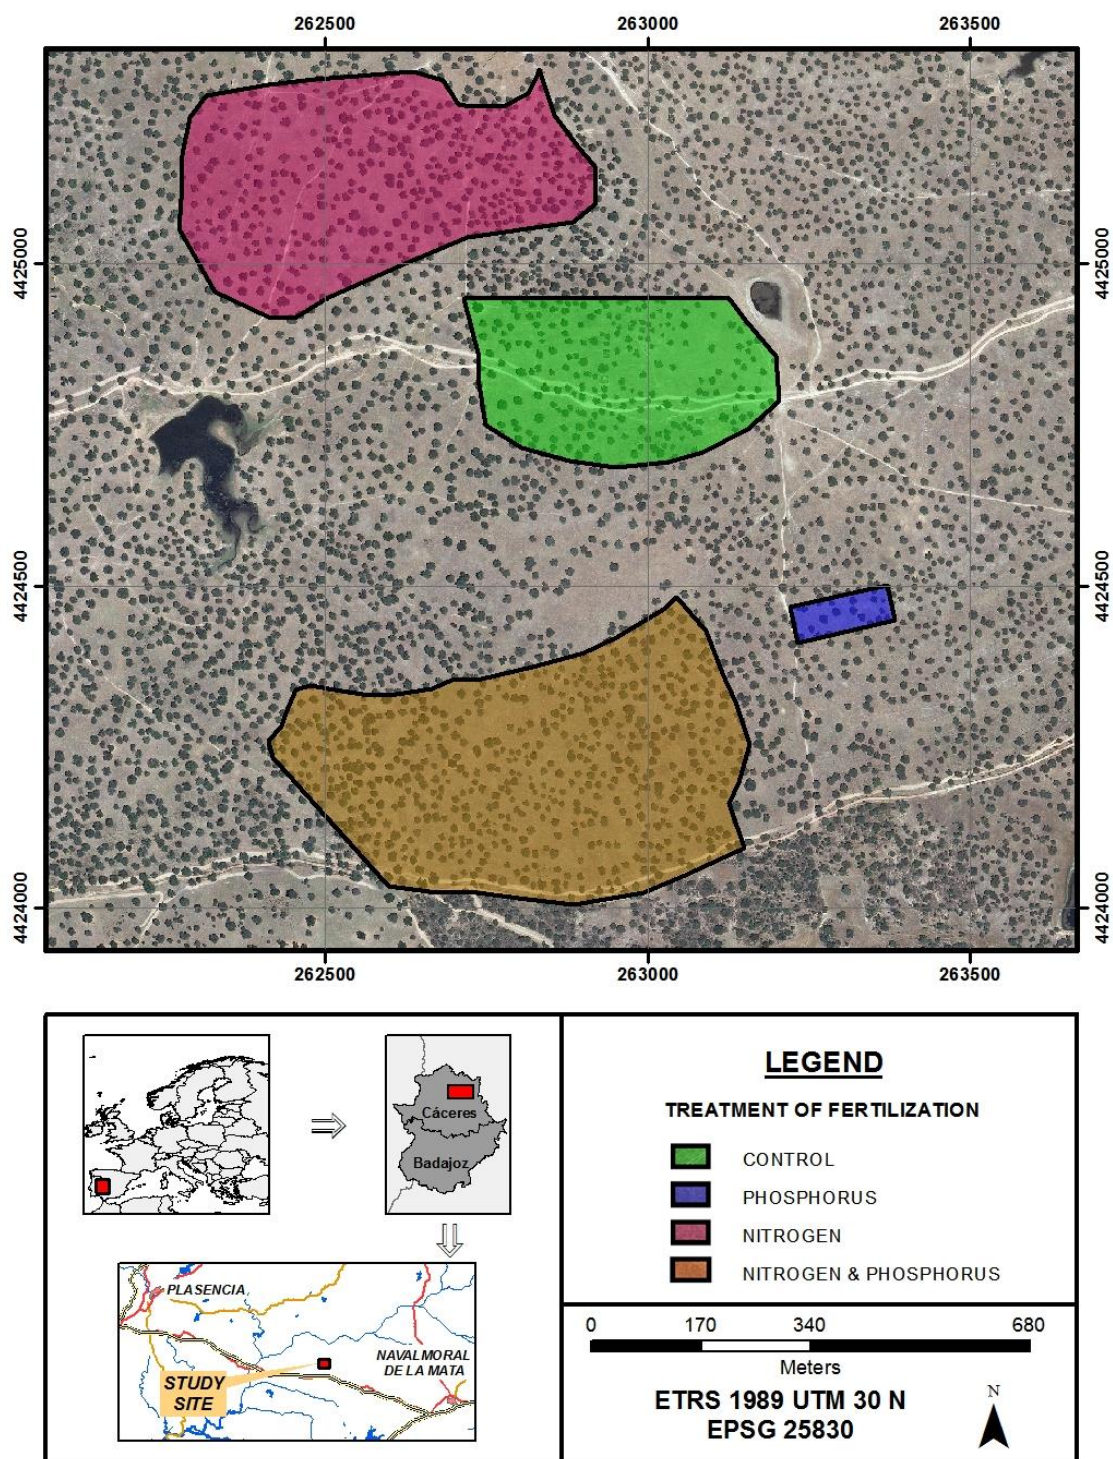 262500
263000
263500
4425000
4425000
4424500
4424500
4424000
4424000
262500
263000
263500
Cáceres
Badajoz
PLASENCIA
NAVALMORAL
DE LA MATA
STUDY
SITE
LEGEND
TREATMENT OF FERTILIZATION
CONTROL
PHOSPHORUS
NITROGEN
NITROGEN & PHOSPHORUS
0 170 340 680
Meters
ETRS 1989 UTM 30 N
EPSG 25830
N